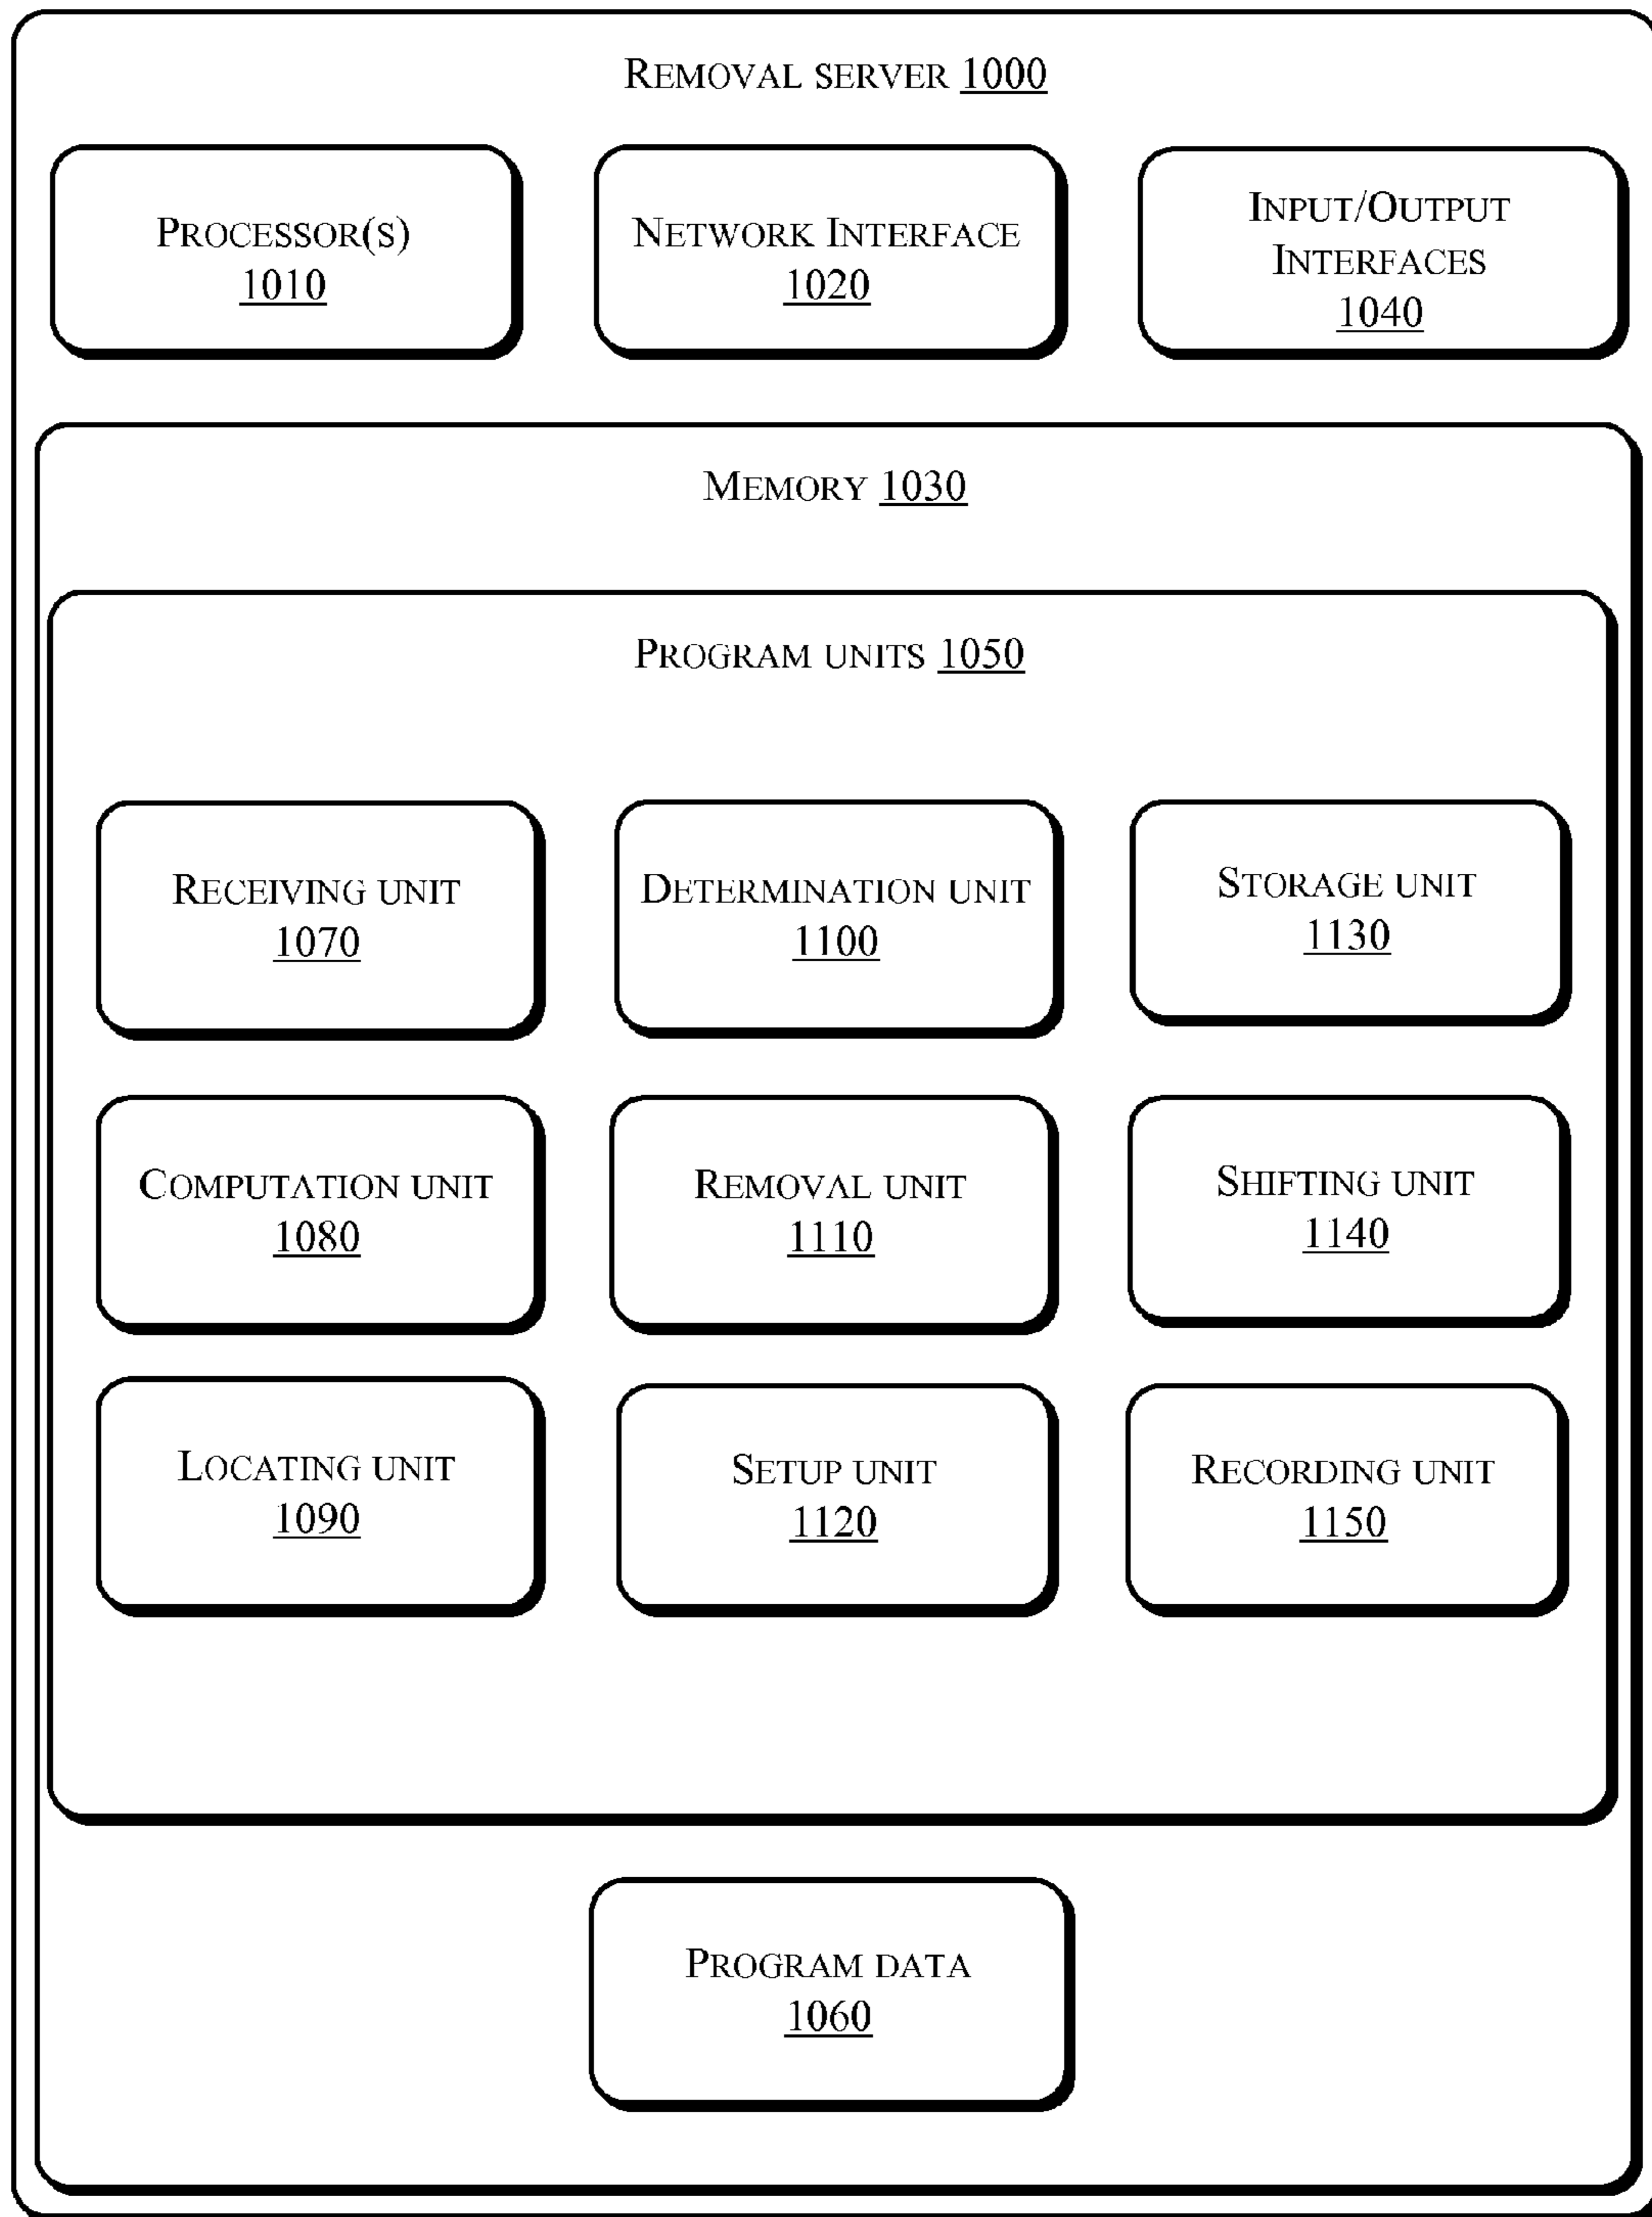 REMOVAL SERVER 1000
PROCESSOR(S)
1010
NETWORK INTERFACE
1020
INPUT/OUTPUT
INTERFACES
1040
MEMORY 1030
PROGRAM UNITS 1050
RECEIVING UNIT
1070
DETERMINATION UNIT
1100
STORAGE UNIT
1130
COMPUTATION UNIT
1080
REMOVAL UNIT
1110
SHIFTING UNIT
1140
LOCATING UNIT
1090
SETUP UNIT
1120
RECORDING UNIT
1150
PROGRAM DATA
1060